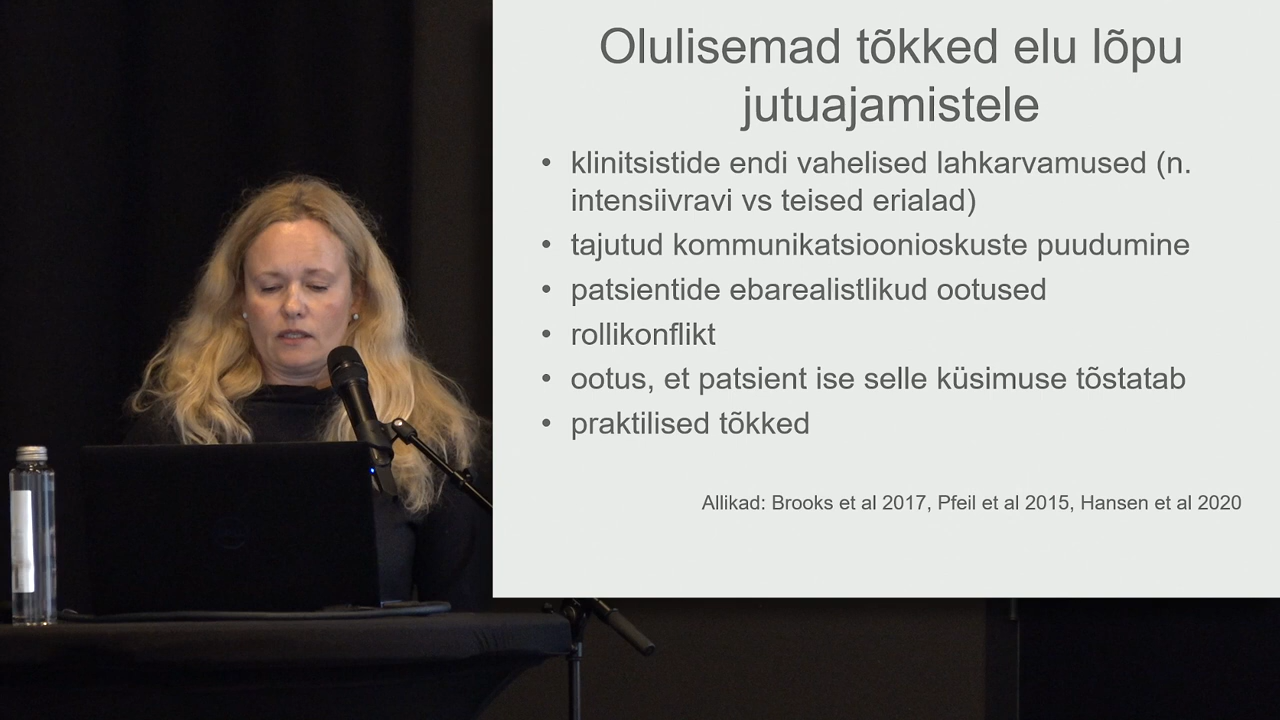 Olulisemad tõkked elu lõpu
jutuajamistele
• klinitsistide endi vahelised lahkarvamused (n.
intensiivravi vs teised erialad)
• tajutud kommunikatsioonioskuste puudumine
• patsientide ebarealistlikud ootused
• rollikonflikt
• ootus, et patsient ise selle küsimuse tõstatab
• praktilised tõkked
Allikad: Brooks et al 2017, Pfeil et al 2015, Hansen et al 2020